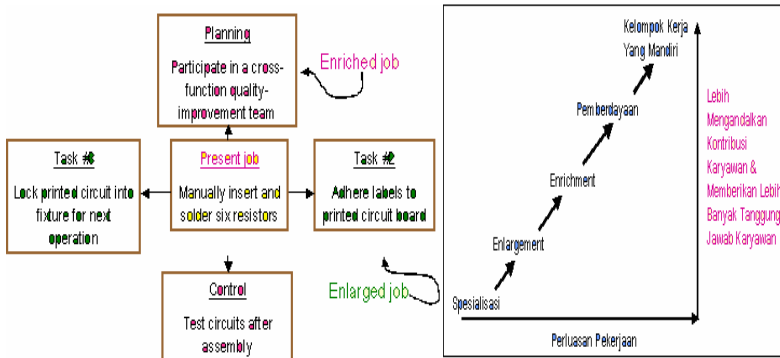 Planning
Participate in a cross-
function quality-
improvement team
Enriched job
Task #3
Lock printed circuit into
fixture for next
operation
Present job
Manually insert and
solder six resistors
Task #2
Adhere labels to
printed circuit board
Control
Test circuits after
assembly
Enlarged job
Kelompok Kerja
Yang Mandiri
Pemberdayaan
Enrichment
Enlargement
Spesialisasi
Perluasan Pekerjaan
Lebih
Mengandalkan
Kontribusi
Karyawan &
Memberikan Lebih
Banyak Tanggung
Jawab Karyawan